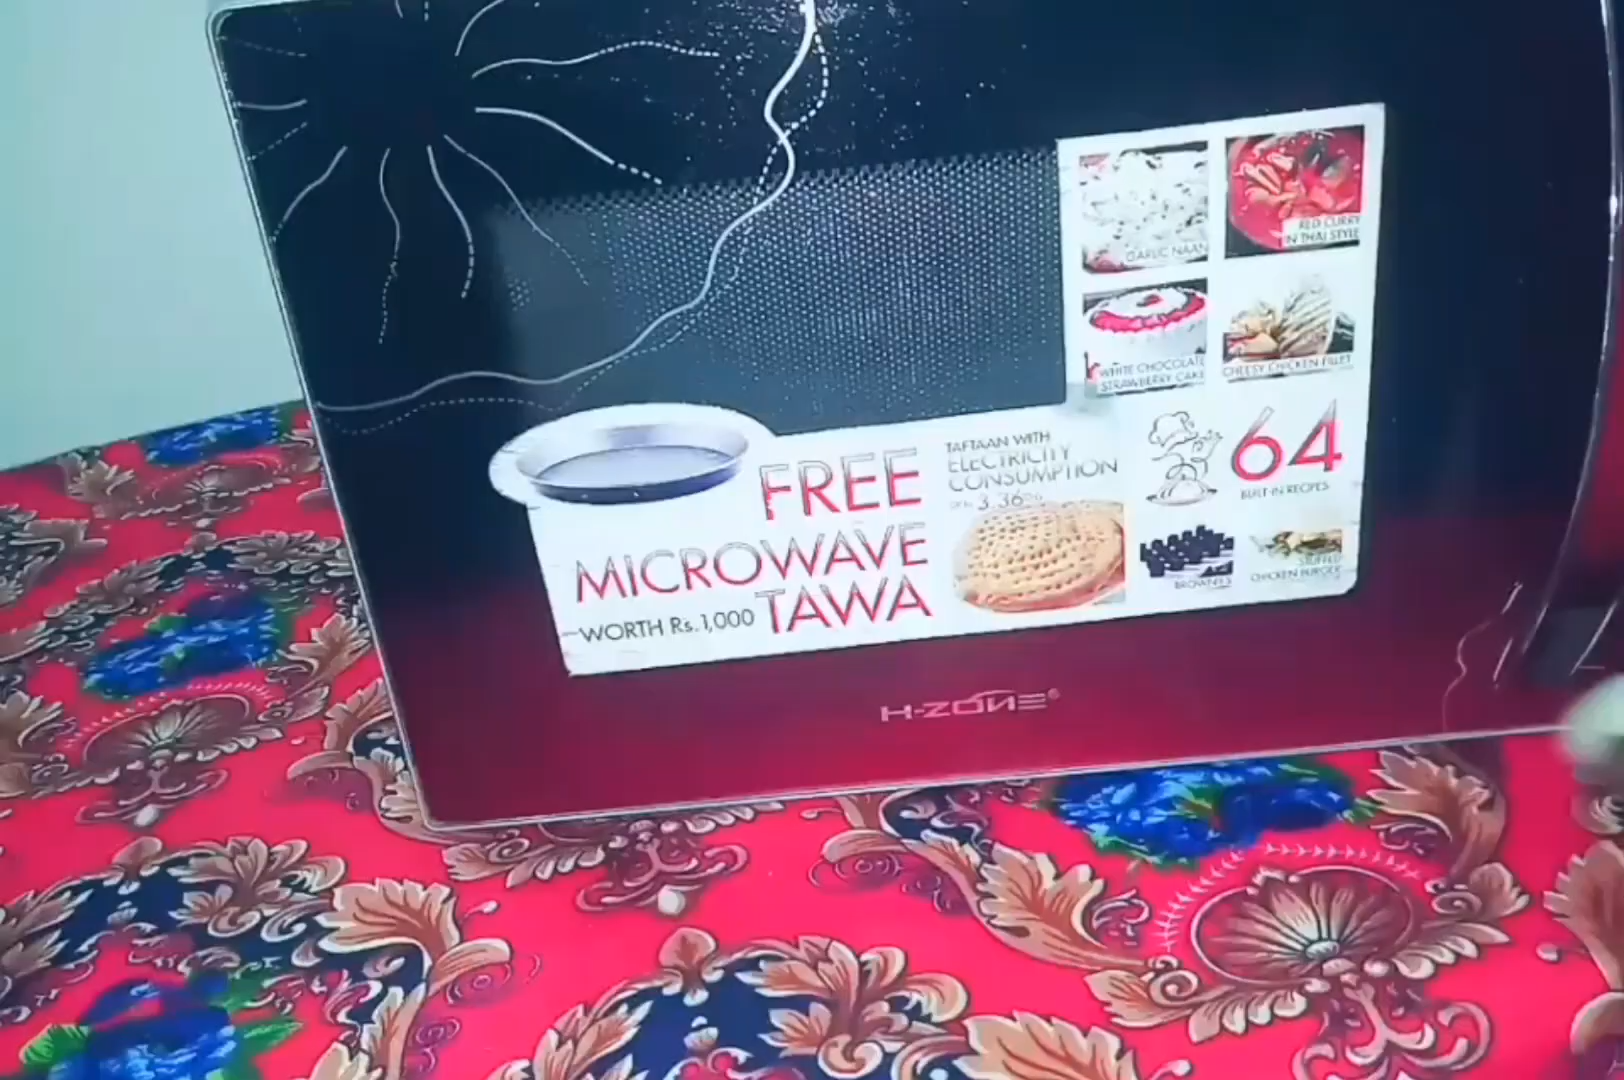 GARLIC NAAN
RED CURRY
IN THAI STYLE
WHITE CHOCOLATE
STRAWBERRY CAKE
CHEESY CHICKEN FILLET
FREE
MICROWAVE
TAWA
WORTH Rs.1,000
TAFTAAN WITH
ELECTRICITY
CONSUMPTION
3.36
64
BUILT-IN RECIPES
BROWNIES
STUFFED
CHICKEN BURGER
H-ZONE®